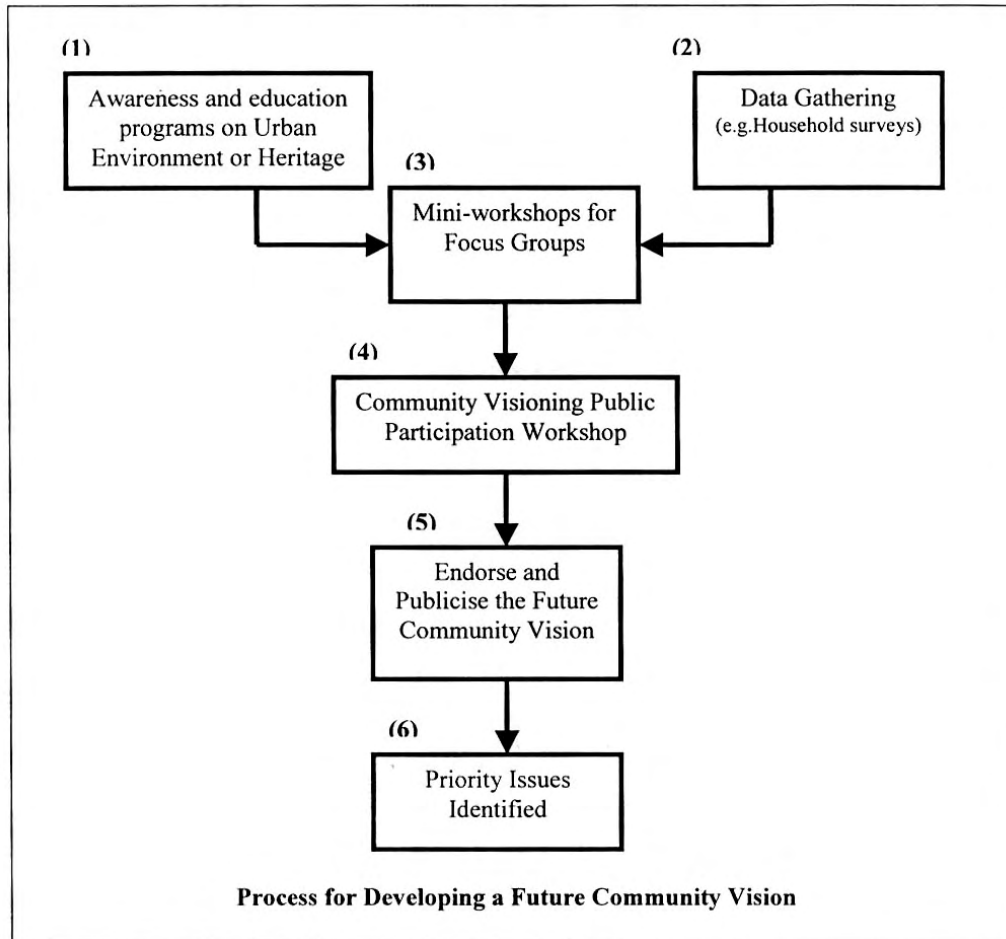 (1)
Awareness and education
programs on Urban
Environment or Heritage
(2)
Data Gathering
(e.g.Household surveys)
(3)
Mini-workshops for
Focus Groups
(4)
Community Visioning Public
Participation Workshop
(5)
Endorse and
Publicise the Future
Community Vision
(6)
Priority Issues
Identified
Process for Developing a Future Community Vision